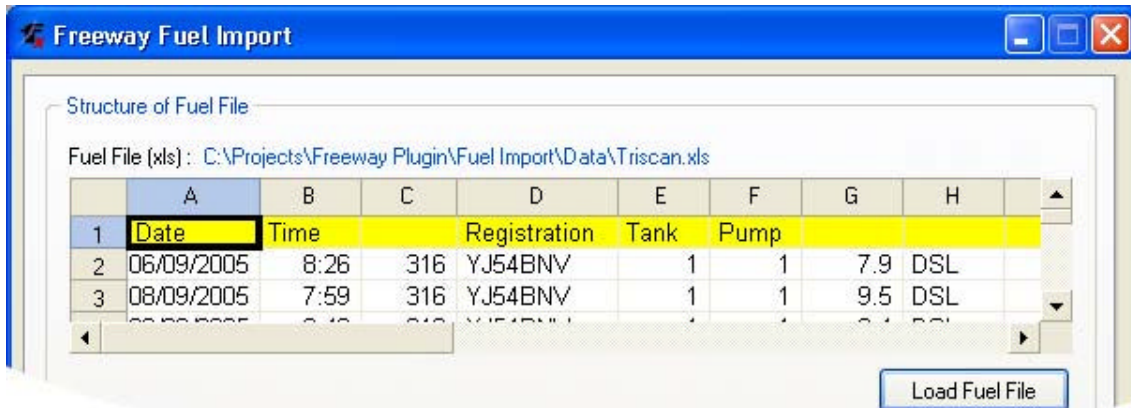 Freeway Fuel Import
Structure of Fuel File
Fuel File (xls) : C:\Projects\Freeway Plugin\Fuel Import\Data\Triscan.xls
A B C D E F G H
1 Date Time Registration Tank Pump
2 06/09/2005 8:26 316 YJ54BNV 1 1 7.9 DSL
3 08/09/2005 7:59 316 YJ54BNV 1 1 9.5 DSL
Load Fuel File